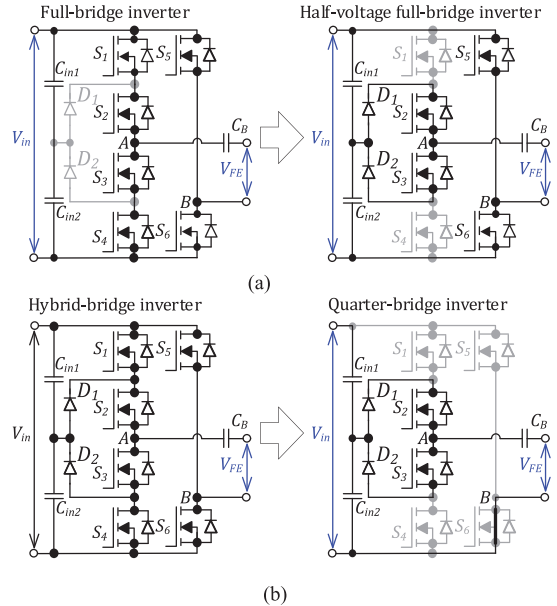 Full-bridge inverter
Half-voltage full-bridge inverter
S1 S5
Cin1
D1
S2
CB
Vin A
VFE
D2
S3
B
Cin2
S4 S6
S1 S5
Cin1
D1
S2
CB
Vin A
VFE
D2
S3
B
Cin2
S4 S6
(a)
Hybrid-bridge inverter
Quarter-bridge inverter
S1 S5
Cin1
D1
S2
CB
Vin A
VFE
D2
S3
B
Cin2
S4 S6
S1 S5
Cin1
D1
S2
CB
Vin A
VFE
D2
S3
B
Cin2
S4 S6
(b)